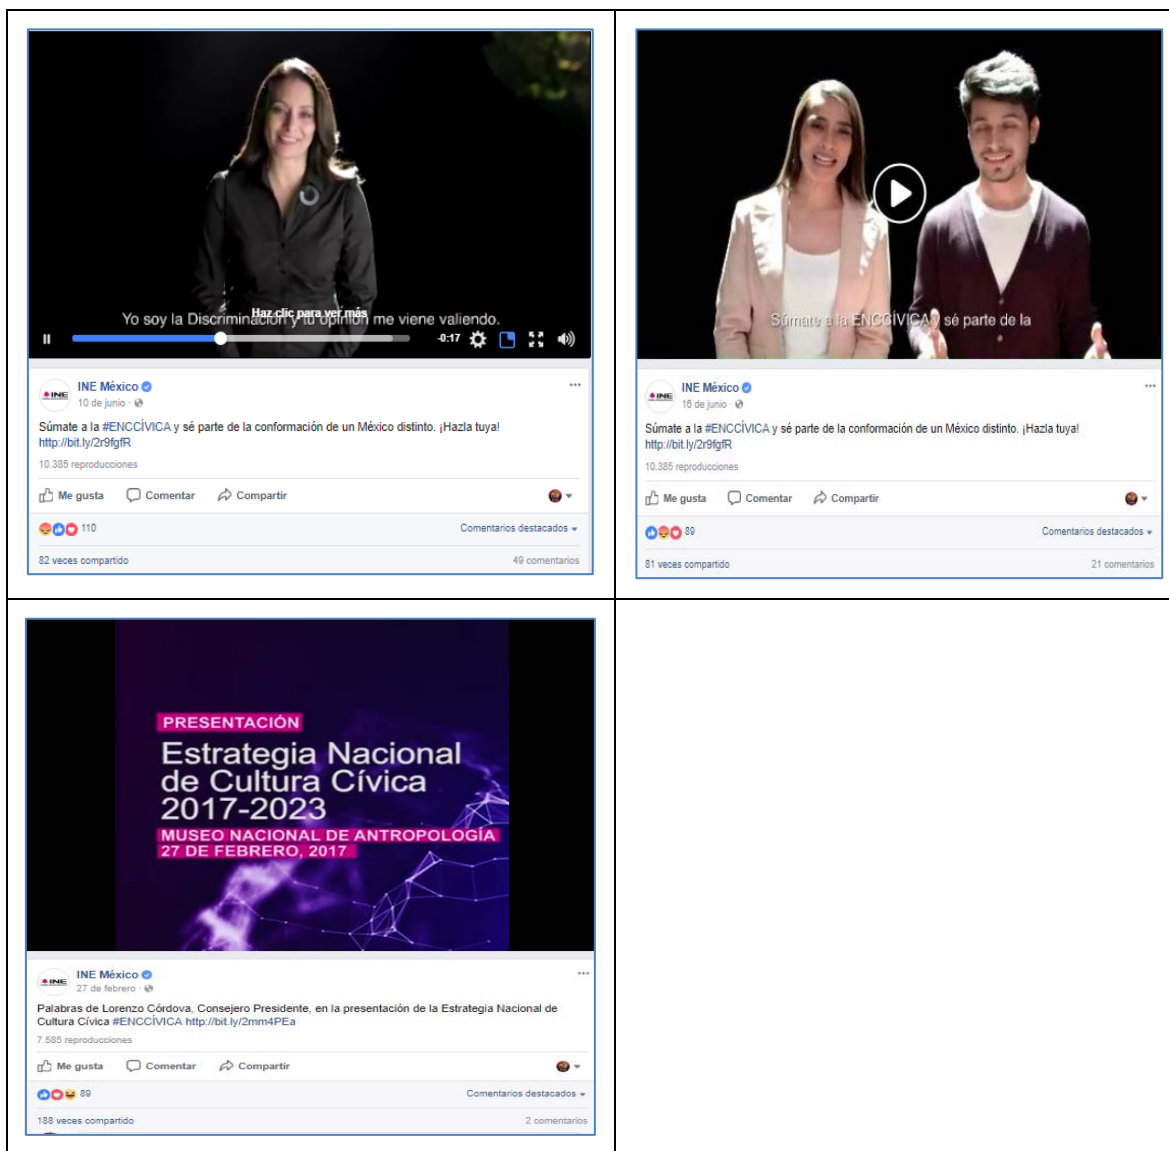 Yo soy la Discriminación y tu opinión me viene valiendo.
Haz clic para ver más
-0:17
INE
INE México
10 de junio ·
Súmate a la #ENCCÍVICA y sé parte de la conformación de un México distinto. ¡Hazla tuya!
http://bit.ly/2r9fgfR
10.385 reproducciones
Me gusta Comentar Compartir
110 Comentarios destacados
82 veces compartido 49 comentarios
Súmate a la ENCCÍVICA y sé parte de la
INE
INE México
16 de junio ·
Súmate a la #ENCCÍVICA y sé parte de la conformación de un México distinto. ¡Hazla tuya!
http://bit.ly/2r9fgfR
10.385 reproducciones
Me gusta Comentar Compartir
89 Comentarios destacados
81 veces compartido 21 comentarios
PRESENTACIÓN
Estrategia Nacional
de Cultura Cívica
2017-2023
MUSEO NACIONAL DE ANTROPOLOGÍA
27 DE FEBRERO, 2017
INE
INE México
27 de febrero ·
Palabras de Lorenzo Córdova, Consejero Presidente, en la presentación de la Estrategia Nacional de
Cultura Cívica #ENCCÍVICA http://bit.ly/2mm4PEa
7.585 reproducciones
Me gusta Comentar Compartir
89 Comentarios destacados
188 veces compartido 2 comentarios